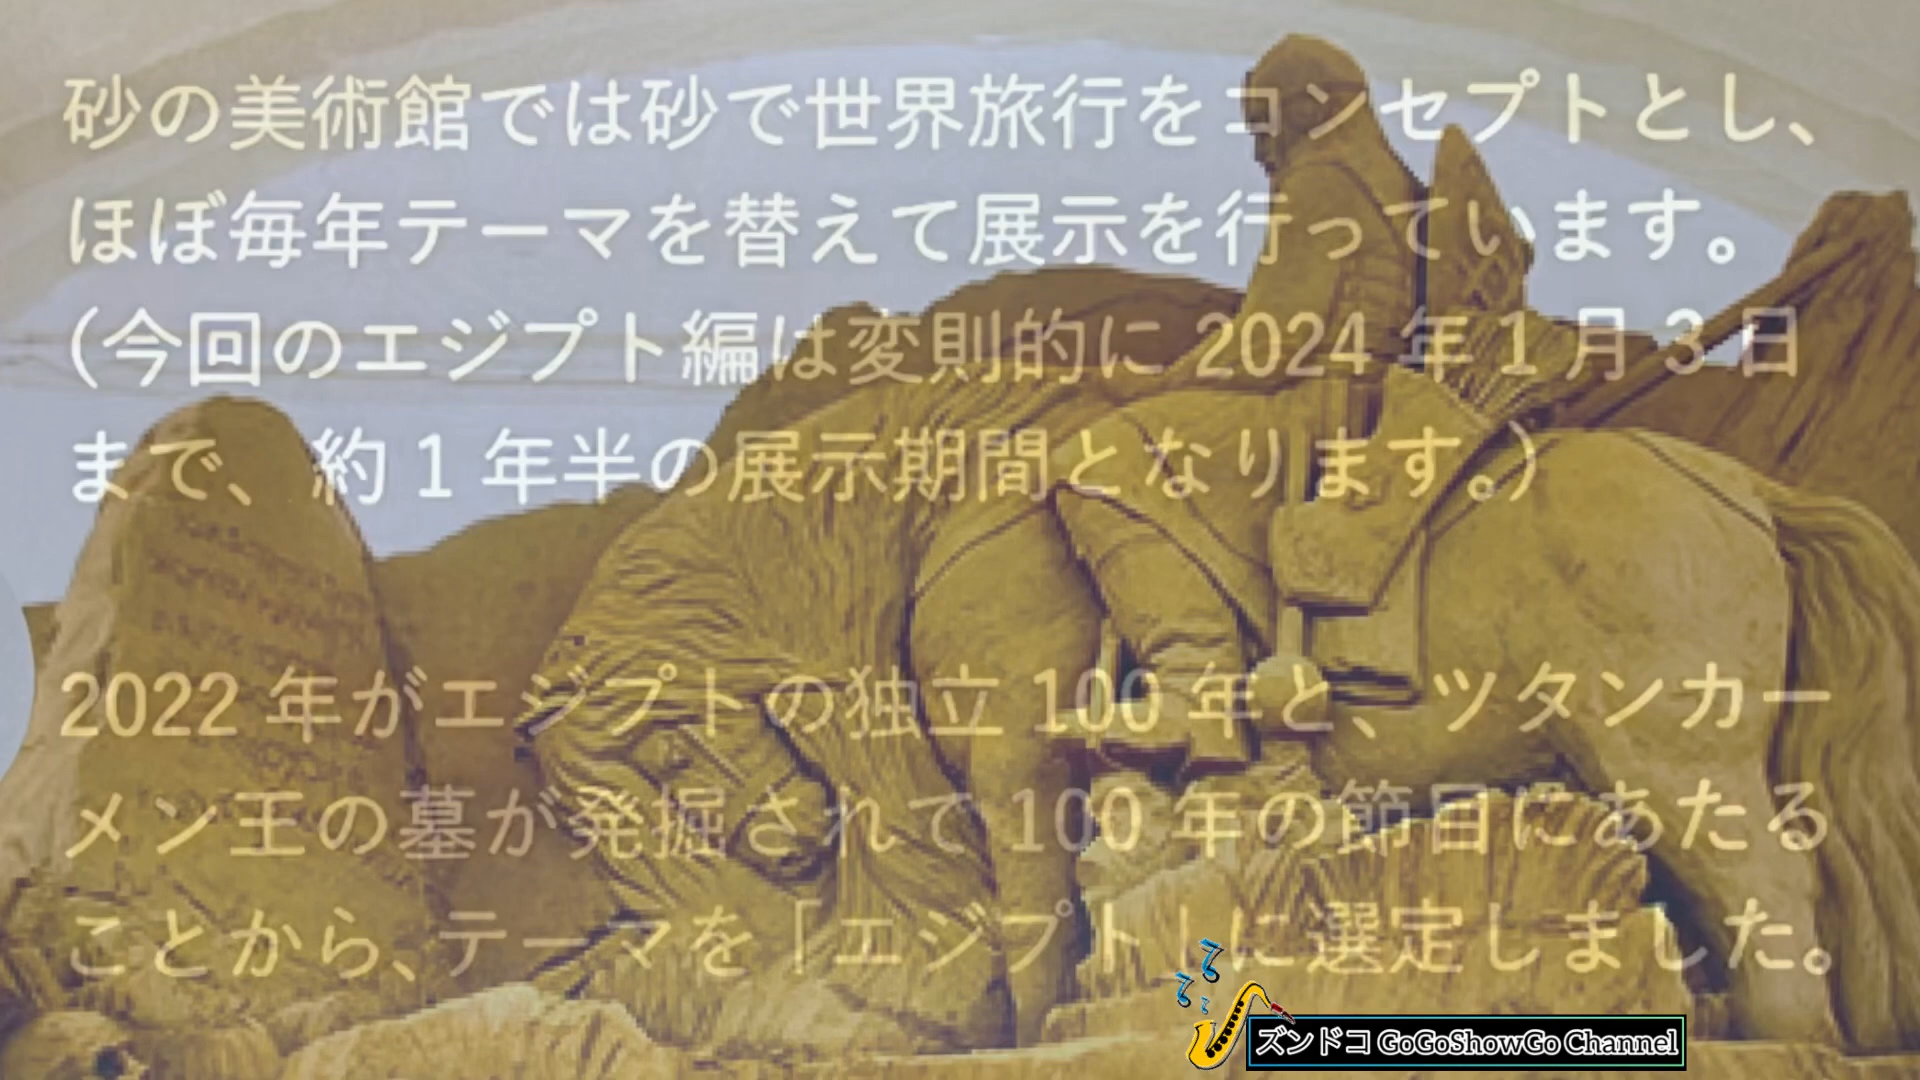 砂の美術館では砂で世界旅行をコンセプトとし、
ほぼ毎年テーマを替えて展示を行っています。
(今回のエジプト編は変則的に 2024 年 1 月 3 日
まで、約 1 年半の展示期間となります。)
2022 年がエジプトの独立 100 年と、ツタンカー
メン王の墓が発掘されて 100 年の節目にあたる
ことから、テーマを「エジプト」に選定しました。
ズンドコ GoGoShowGo Channel